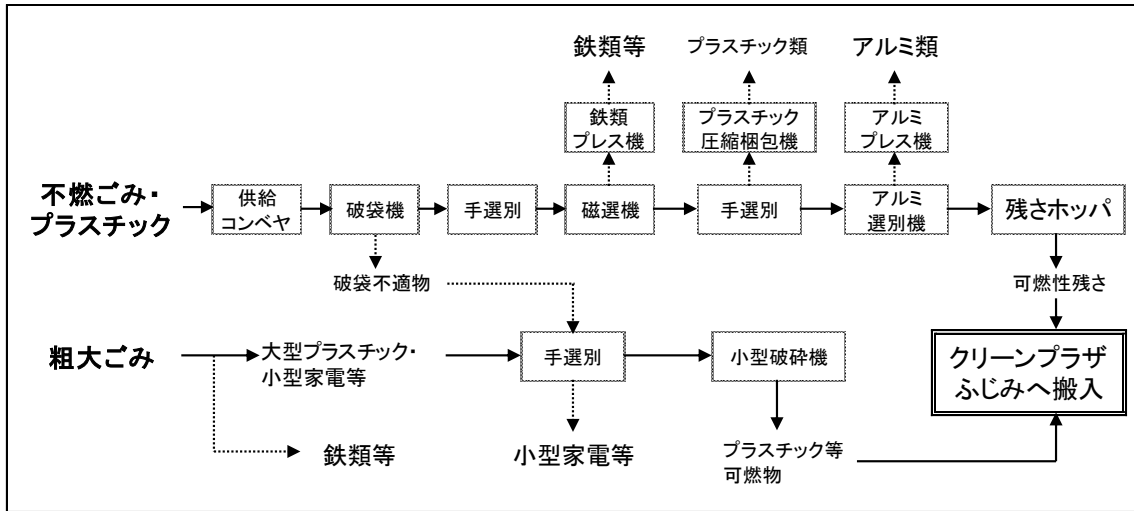 鉄類等
プラスチック類
アルミ類
鉄類
プレス機
プラスチック
圧縮梱包機
アルミ
プレス機
不燃ごみ・
プラスチック
供給
コンベヤ
破袋機
手選別
磁選機
手選別
アルミ
選別機
残さホッパ
破袋不適物
可燃性残さ
粗大ごみ
大型プラスチック・
小型家電等
手選別
小型破砕機
クリーンプラザ
ふじみへ搬入
鉄類等
小型家電等
プラスチック等
可燃物